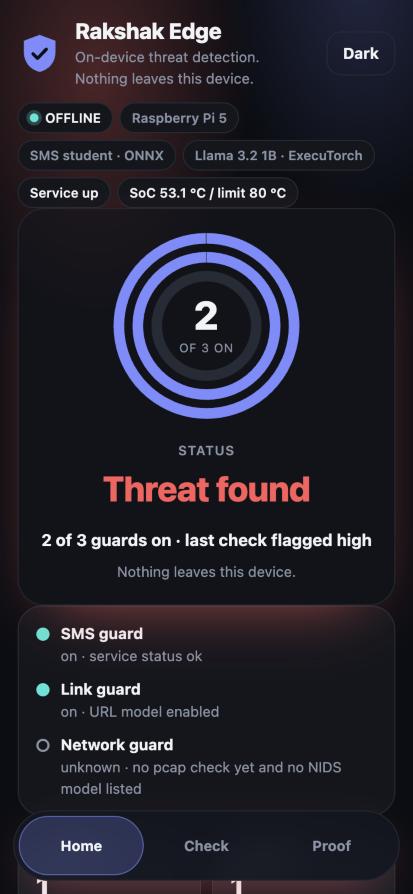 Rakshak Edge
On-device threat detection.
Nothing leaves this device.
Dark
OFFLINE
Raspberry Pi 5
SMS student · ONNX
Llama 3.2 1B · ExecuTorch
Service up
SoC 53.1 °C / limit 80 °C
2
OF 3 ON
STATUS
Threat found
2 of 3 guards on · last check flagged high
Nothing leaves this device.
SMS guard
on · service status ok
Link guard
on · URL model enabled
Network guard
unknown · no pcap check yet and no NIDS
model listed
Home
Check
Proof